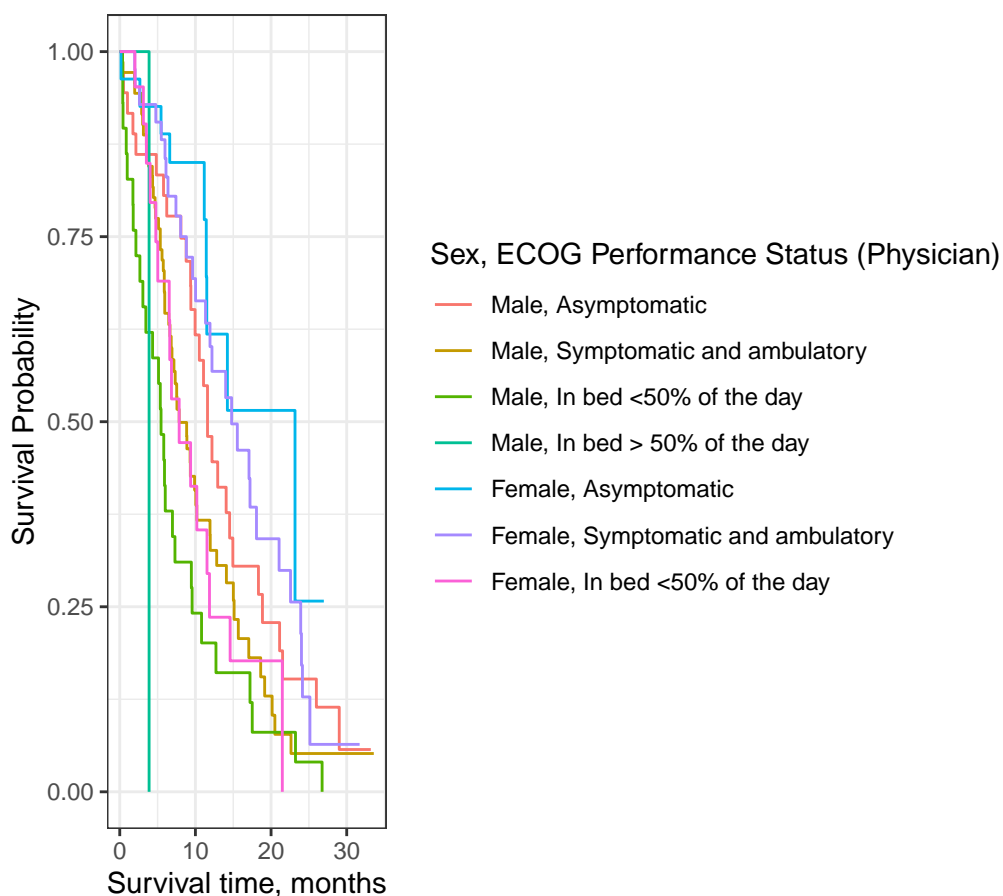 1.00
0.75
0.50
0.25
0.00
Survival Probability
0 10 20 30
Survival time, months
Sex, ECOG Performance Status (Physician)
Male, Asymptomatic
Male, Symptomatic and ambulatory
Male, In bed <50% of the day
Male, In bed > 50% of the day
Female, Asymptomatic
Female, Symptomatic and ambulatory
Female, In bed <50% of the day